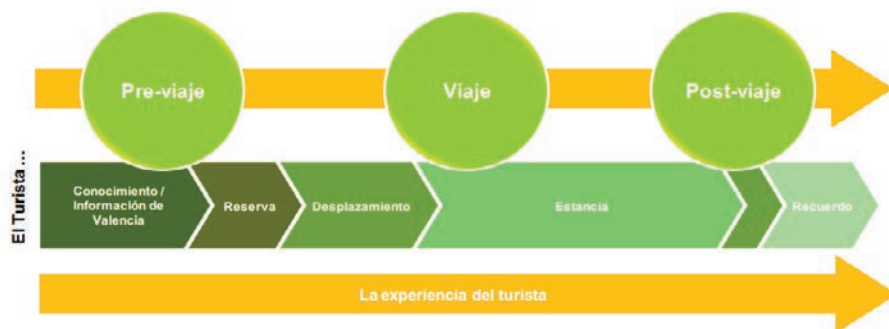 Pre-viaje
Viaje
Post-viaje
El Turista ...
Conocimiento /
Información de
Valencia
Reserva
Desplazamiento
Estancia
Recuerdo
La experiencia del turista